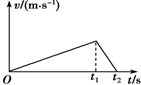 v/(m·s⁻¹)
O
t₁
t₂
t/s